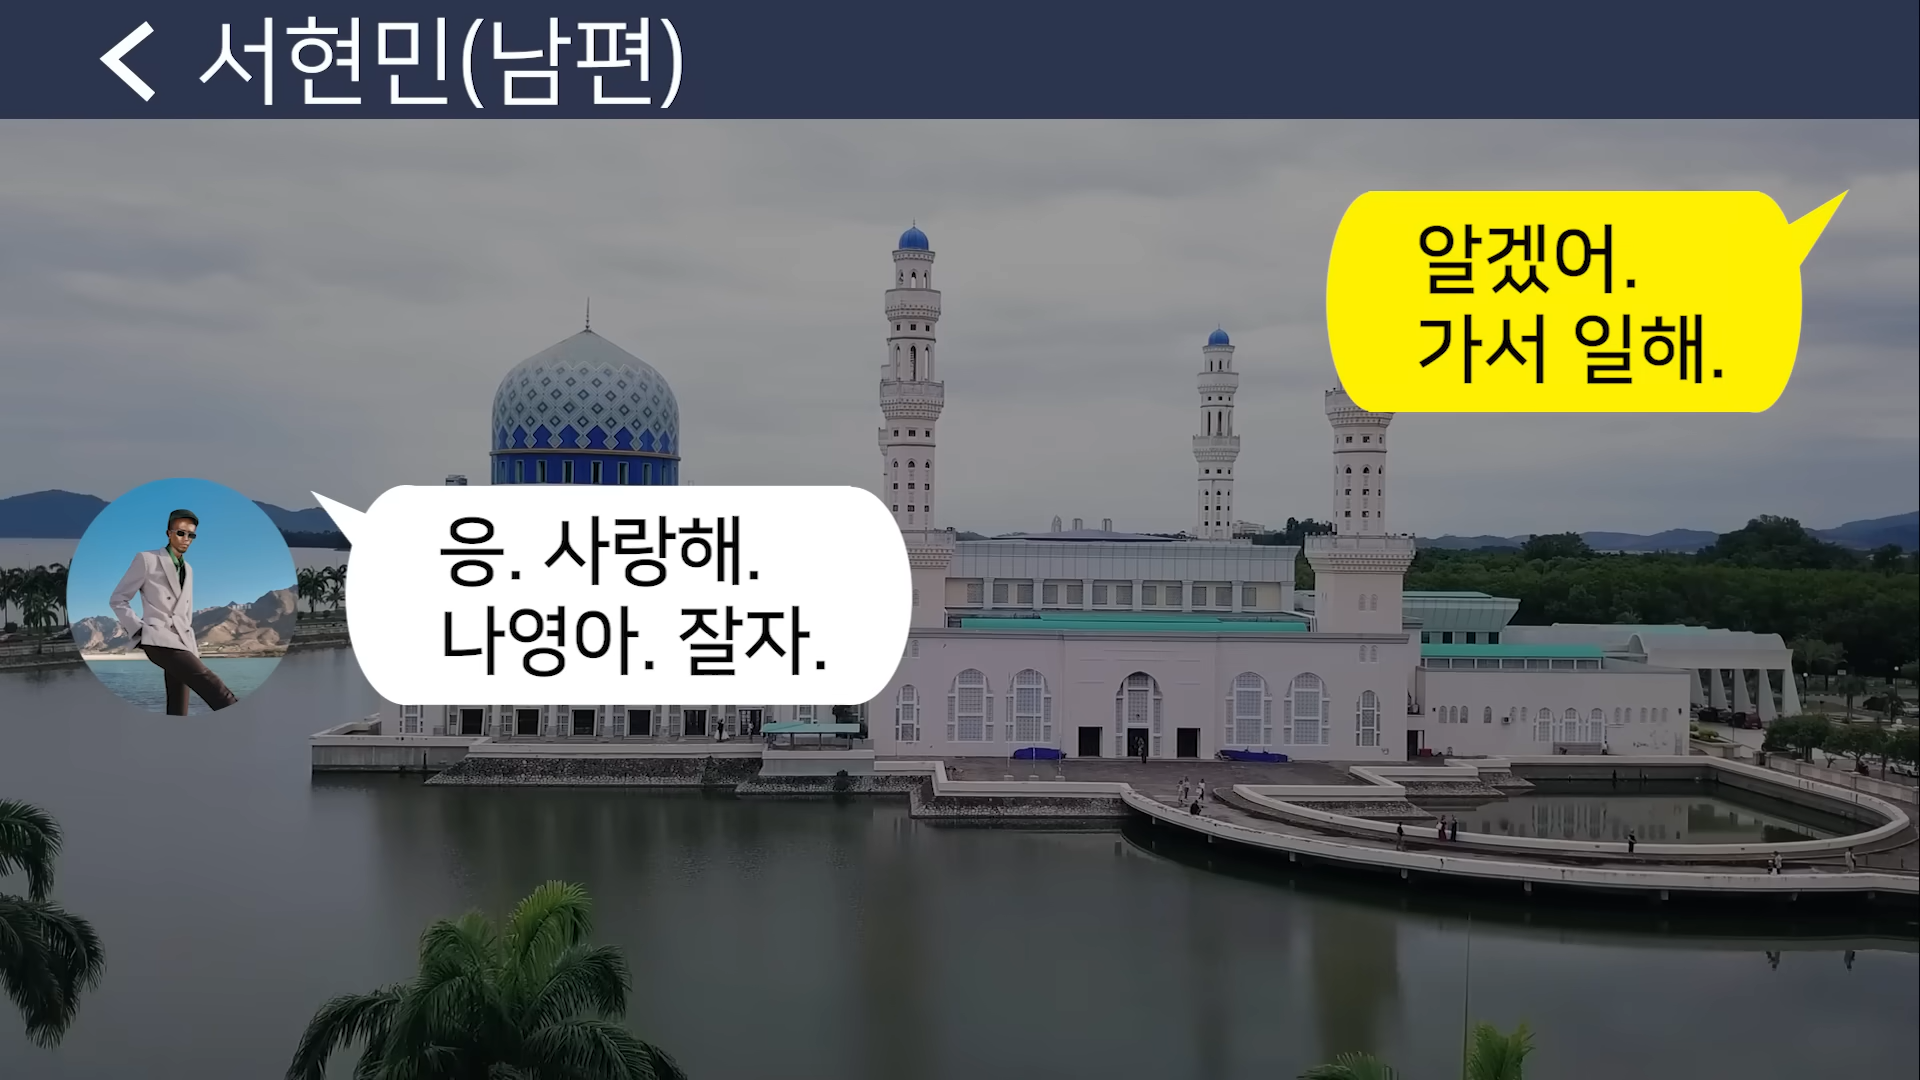 서현민(남편)
알겠어.
가서 일해.
응. 사랑해.
나영아. 잘자.